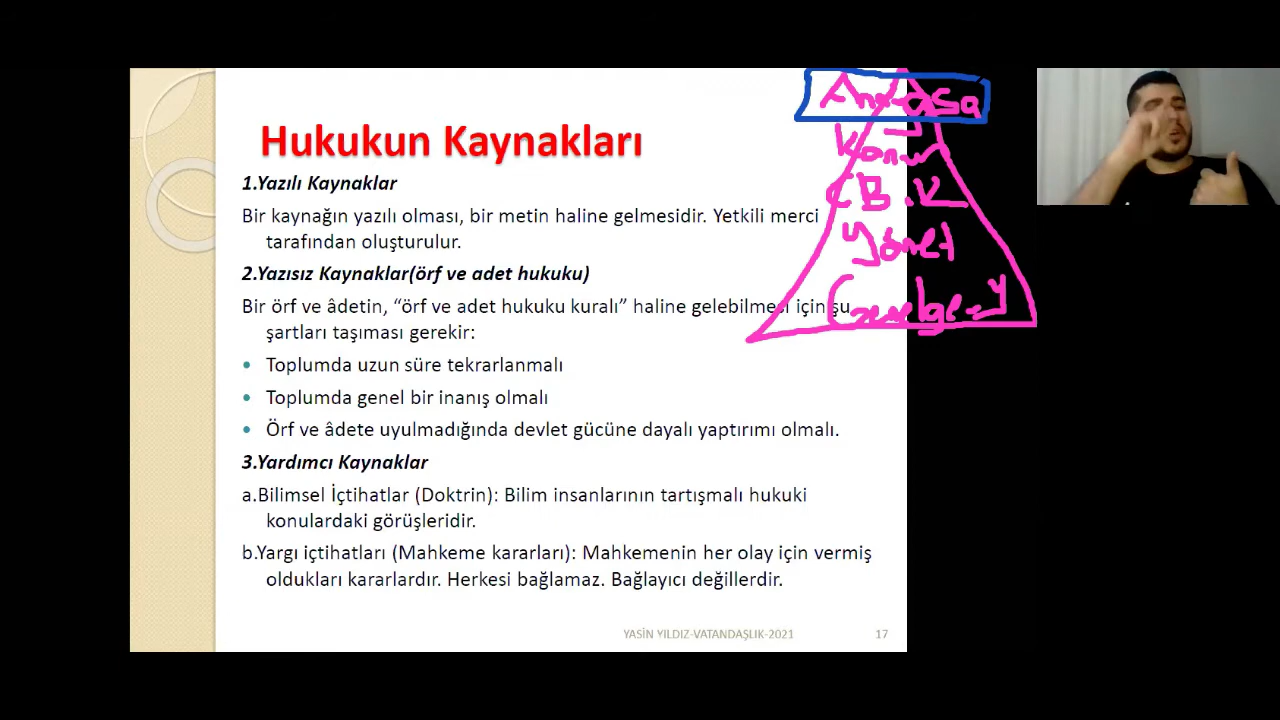 Hukukun Kaynakları
1.Yazılı Kaynaklar
Bir kaynağın yazılı olması, bir metin haline gelmesidir. Yetkili merci
tarafından oluşturulur.
2.Yazısız Kaynaklar(örf ve adet hukuku)
Bir örf ve âdetin, “örf ve adet hukuku kuralı” haline gelebilmesi için şu
şartları taşıması gerekir:
• Toplumda uzun süre tekrarlanmalı
• Toplumda genel bir inanış olmalı
• Örf ve âdete uyulmadığında devlet gücüne dayalı yaptırımı olmalı.
3.Yardımcı Kaynaklar
a.Bilimsel İçtihatlar (Doktrin): Bilim insanlarının tartışmalı hukuki
konulardaki görüşleridir.
b.Yargı içtihatları (Mahkeme kararları): Mahkemenin her olay için vermiş
oldukları kararlardır. Herkesi bağlamaz. Bağlayıcı değillerdir.
YASİN YILDIZ-VATANDAŞLIK-2021
17
Anayasa
Kanun
CB.K
Yönet
Genelge-Y